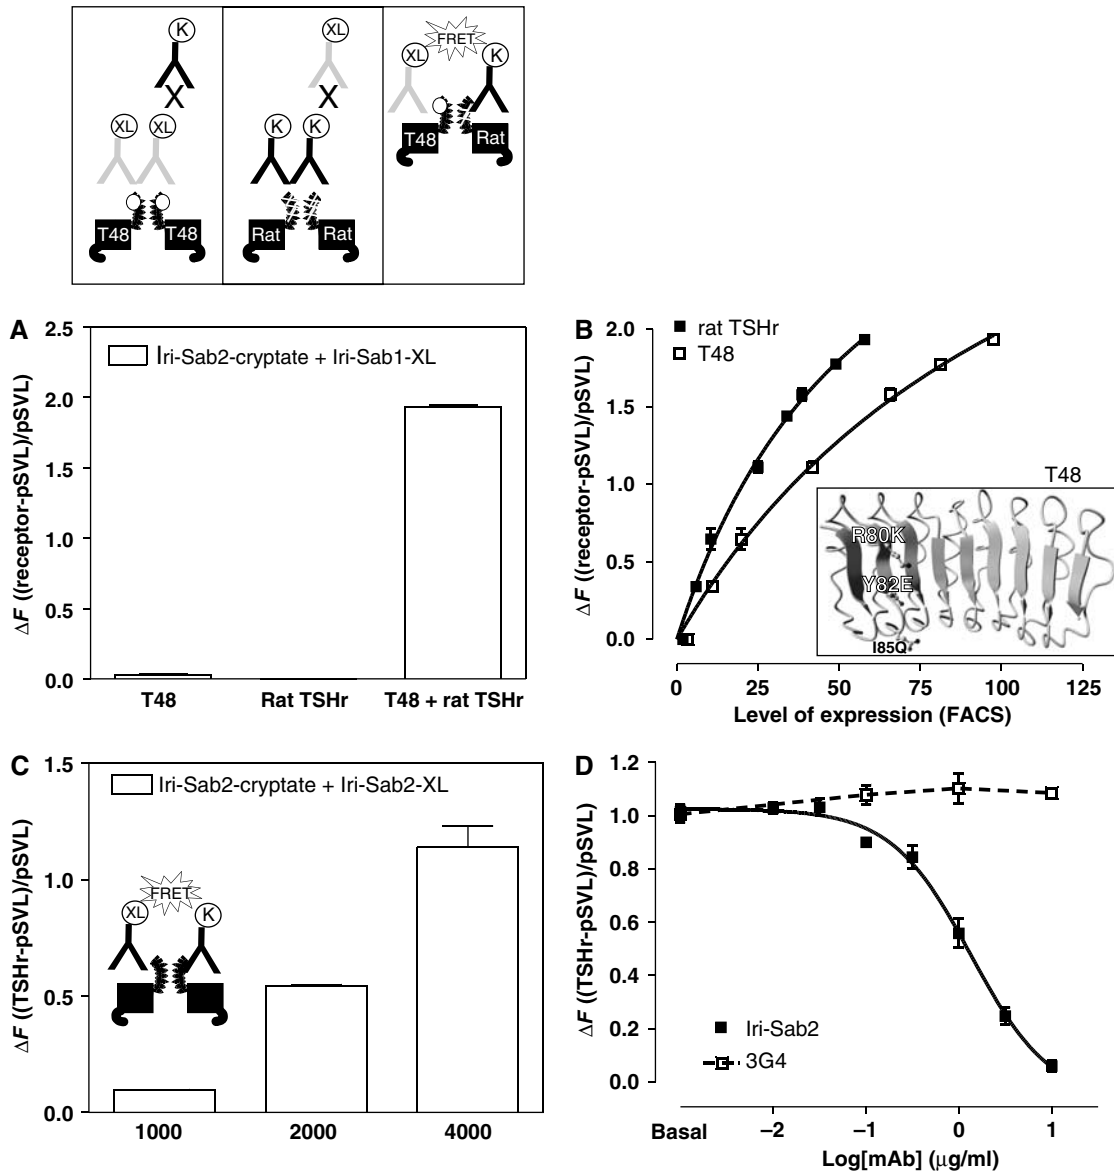 K
XL
XL
XL
T48
T48
XL
K
K
Rat
Rat
XL
FRET
K
T48
Rat
A
2.5
2.0
1.5
1.0
0.5
0.0
ΔF ((receptor-pSVL)/pSVL)
Iri-Sab2-cryptate + Iri-Sab1-XL
T48
Rat TSHr
T48 + rat TSHr
B
rat TSHr
T48
2.0
1.5
1.0
0.5
0.0
ΔF ((receptor-pSVL)/pSVL)
T48
R80K
Y82E
I85Q
0
25
50
75
100
125
Level of expression (FACS)
C
1.5
1.0
0.5
0.0
ΔF ((TSHr-pSVL)/pSVL)
Iri-Sab2-cryptate + Iri-Sab2-XL
FRET
XL
K
1000
2000
4000
D
1.2
1.0
0.8
0.6
0.4
0.2
0.0
ΔF ((TSHr-pSVL)/pSVL)
Iri-Sab2
3G4
Basal
–2
–1
0
1
Log[mAb] (μg/ml)